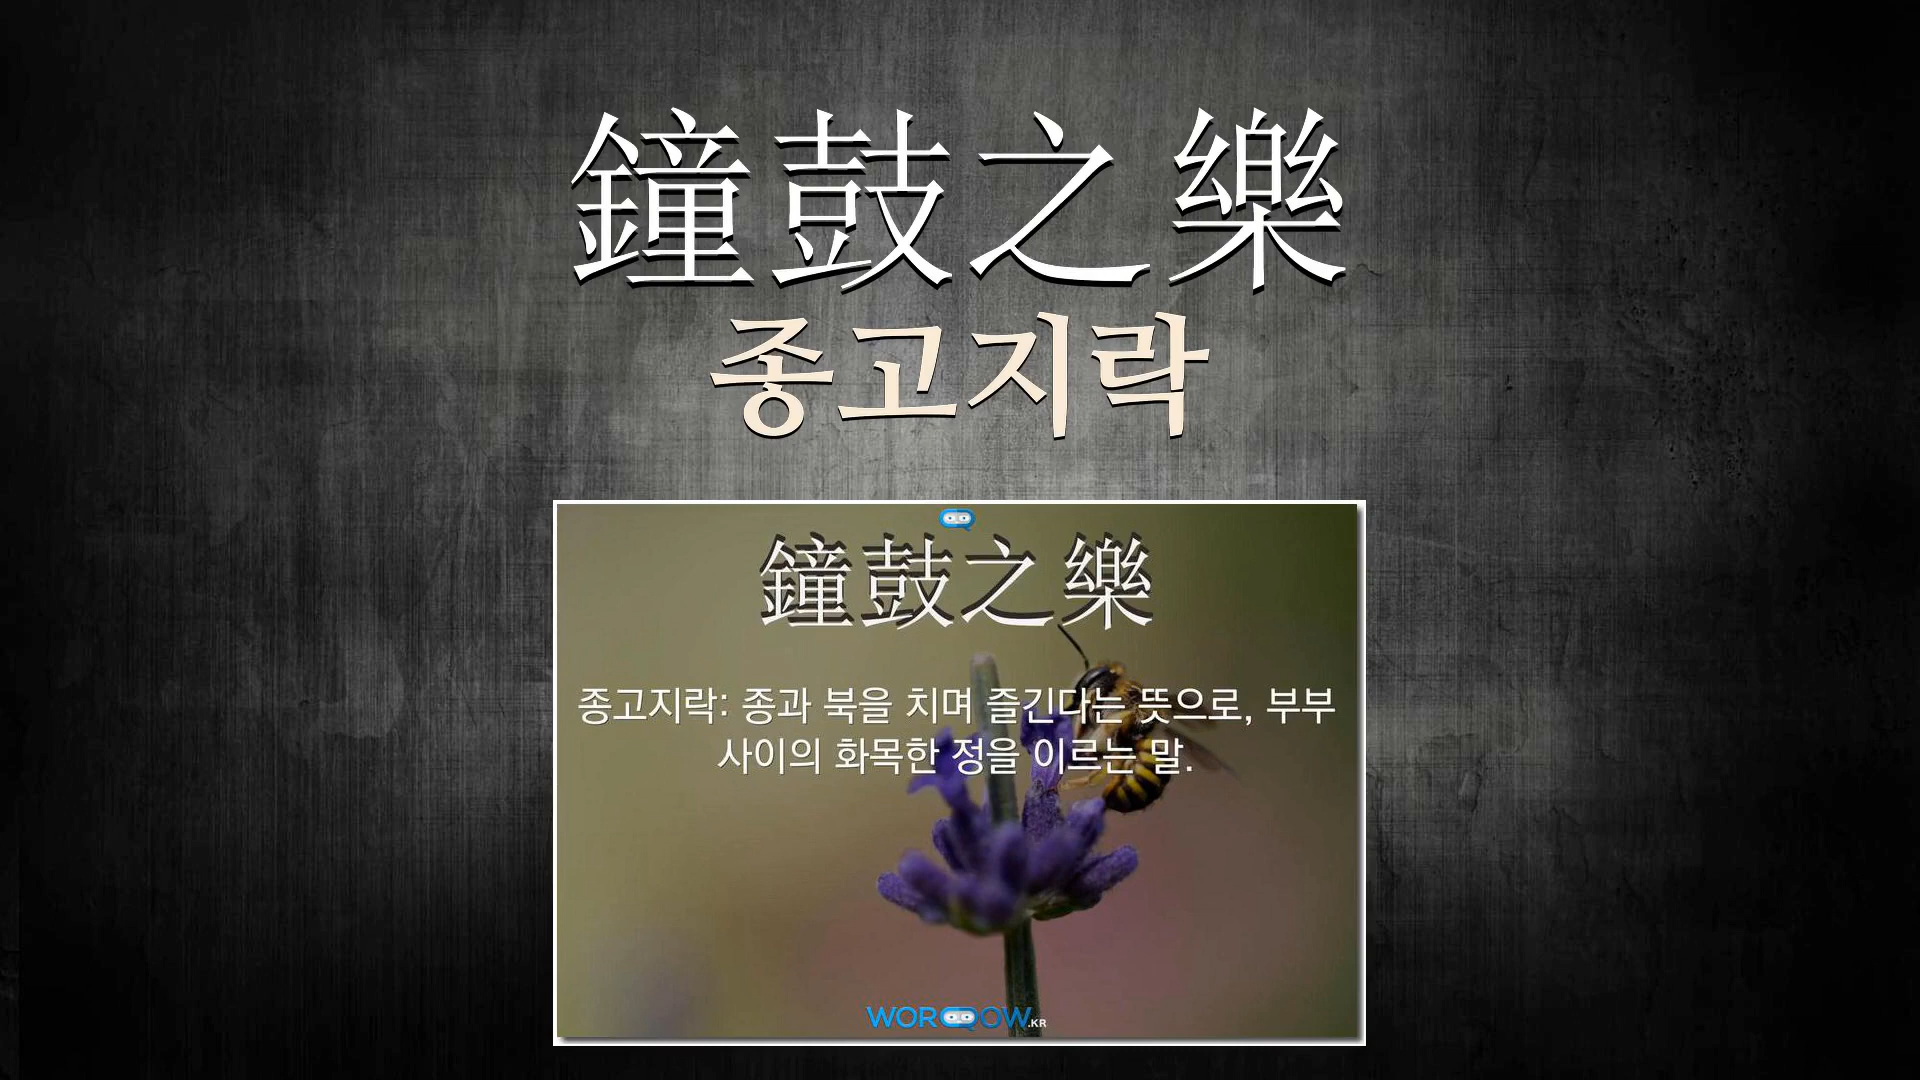 鐘鼓之樂
종고지락
鐘鼓之樂
종고지락: 종과 북을 치며 즐긴다는 뜻으로, 부부
사이의 화목한 정을 이르는 말.
WORDROW.KR